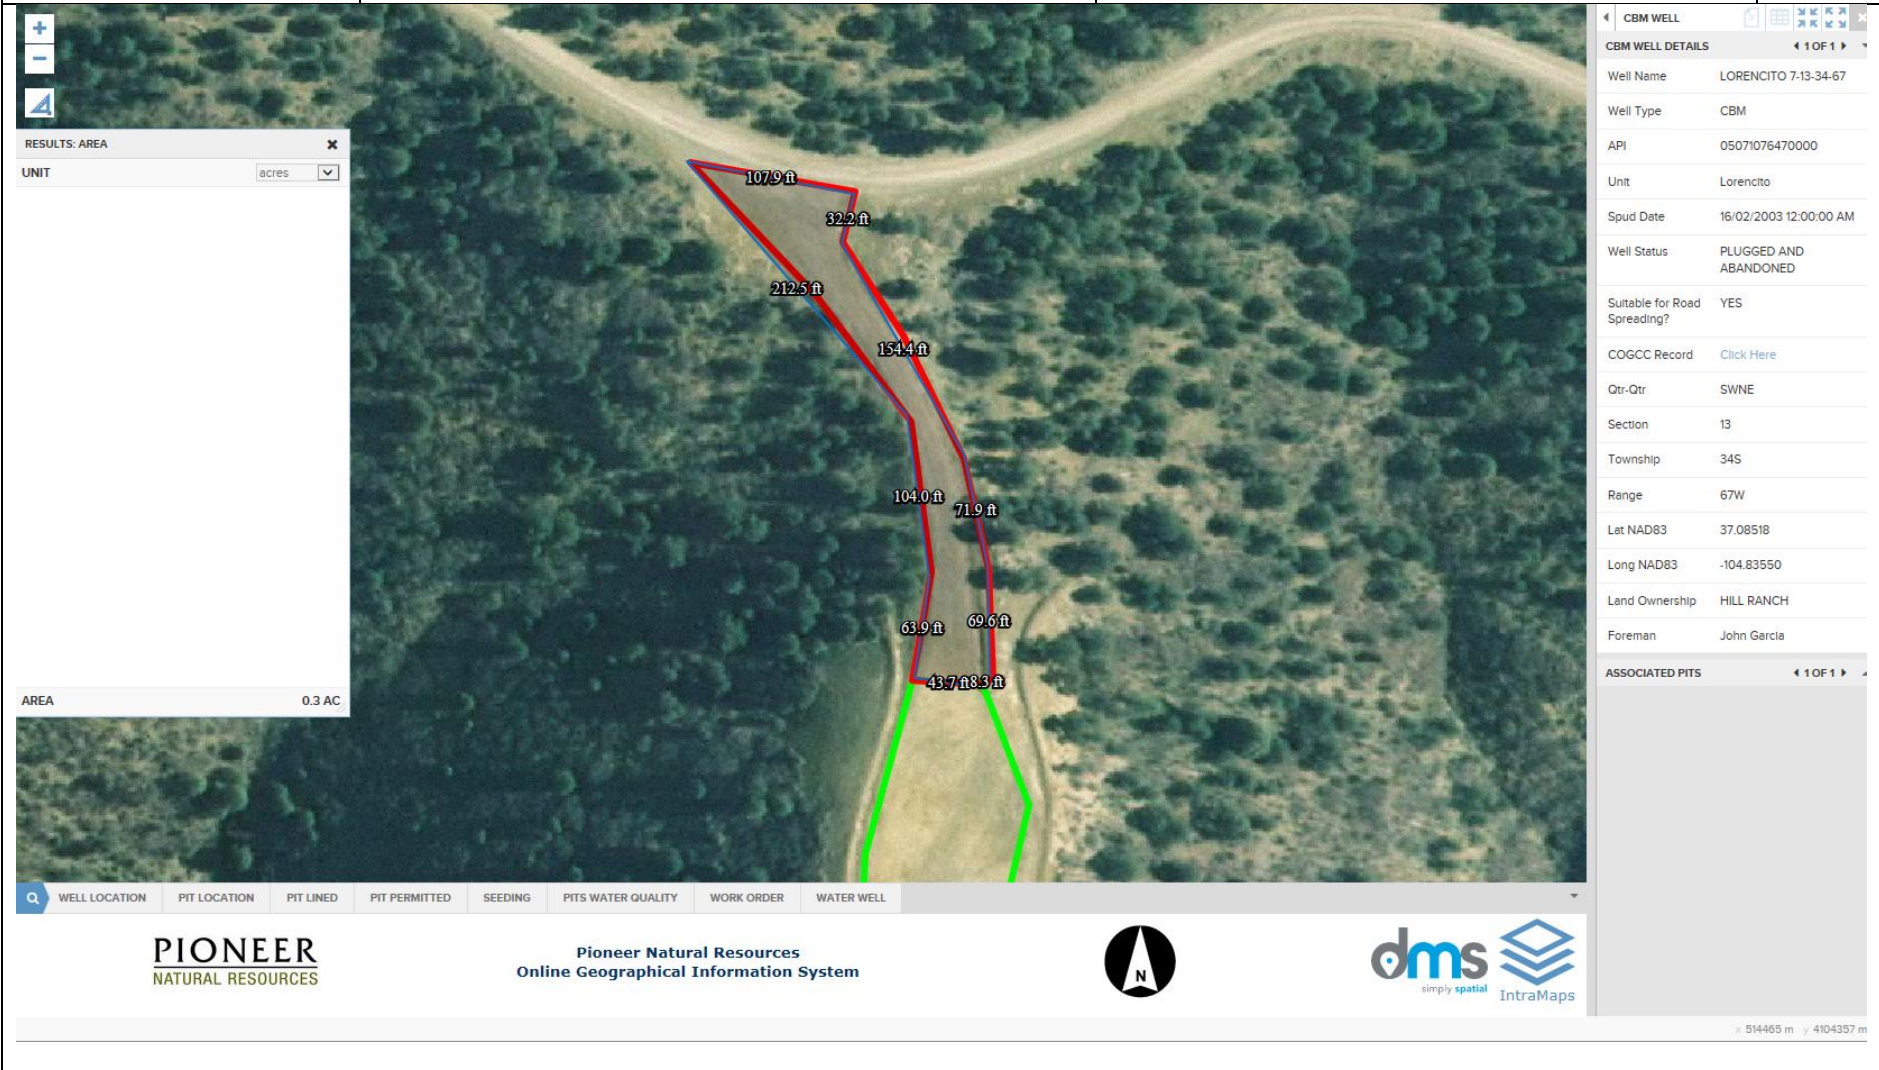 +
−
RESULTS: AREA
UNIT
acres
AREA
0.3 AC
107.9 ft
32.2 ft
212.5 ft
154.4 ft
104.0 ft
71.9 ft
63.9 ft
69.6 ft
43.7 ft
8.3 ft
CBM WELL
CBM WELL DETAILS 1 OF 1
Well Name LORENCITO 7-13-34-67
Well Type CBM
API 05071076470000
Unit Lorencito
Spud Date 16/02/2003 12:00:00 AM
Well Status PLUGGED AND
ABANDONED
Suitable for Road YES
Spreading?
COGCC Record Click Here
Qtr-Qtr SWNE
Section 13
Township 34S
Range 67W
Lat NAD83 37.08518
Long NAD83 -104.83550
Land Ownership HILL RANCH
Foreman John Garcia
ASSOCIATED PITS 1 OF 1
WELL LOCATION PIT LOCATION PIT LINED PIT PERMITTED SEEDING PITS WATER QUALITY WORK ORDER WATER WELL
PIONEER
NATURAL RESOURCES
Pioneer Natural Resources
Online Geographical Information System
N
dms
simply spatial
IntraMaps
x 514465 m y 4104357 m